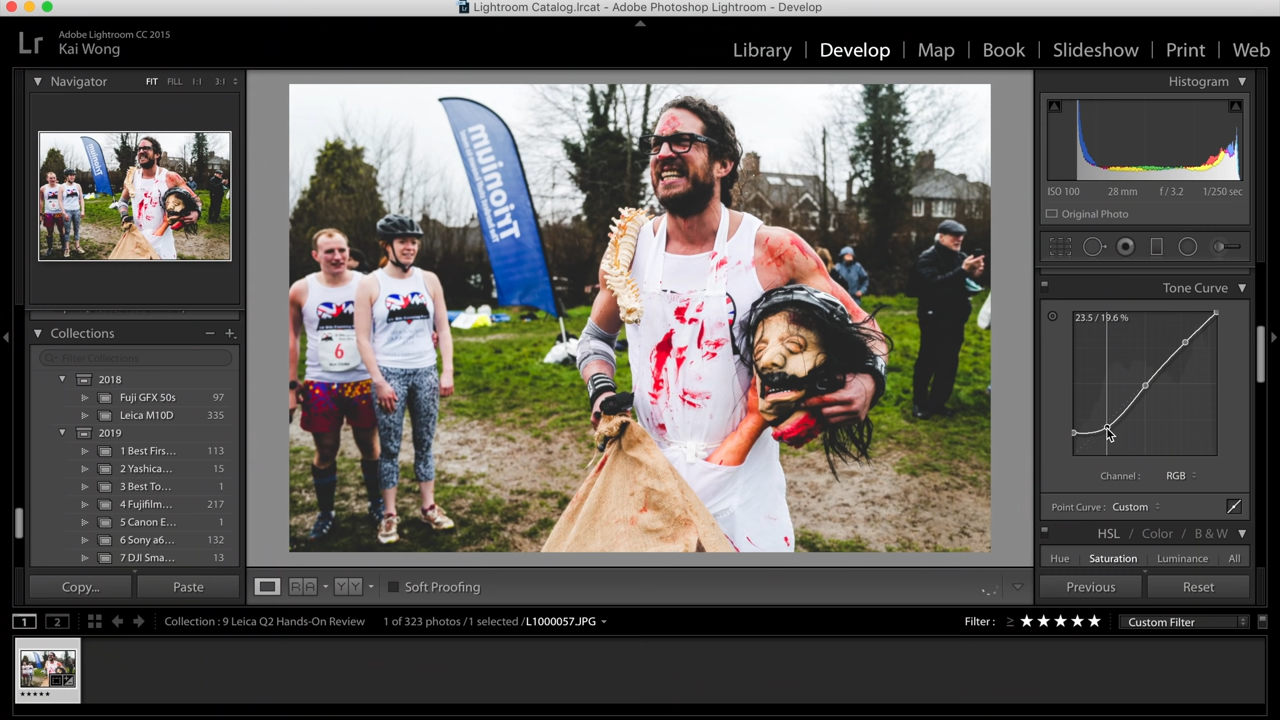 Lightroom Catalog.lrcat - Adobe Photoshop Lightroom - Develop
Lr
Adobe Lightroom CC 2015
Kai Wong
Library | Develop | Map | Book | Slideshow | Print | Web
Navigator FIT FILL 1:1 3:1
Histogram
ISO 100 28 mm f / 3.2 1/250 sec
Original Photo
Tone Curve
23.5 / 19.6 %
Channel : RGB
Point Curve : Custom
HSL / Color / B & W
Hue Saturation Luminance All
Previous Reset
Trionium
muinoirT
6
Collections
Filter Collections
2018
Fuji GFX 50s 97
Leica M10D 335
2019
1 Best Firs... 113
2 Yashica... 15
3 Best To... 1
4 Fujifilm... 217
5 Canon E... 1
6 Sony a6... 132
7 DJI Sma... 13
Copy... Paste
R A Y Y Soft Proofing
1 2 Collection : 9 Leica Q2 Hands-On Review 1 of 323 photos / 1 selected / L1000057.JPG
Filter : ≥ ★★★★★ Custom Filter
★★★★★